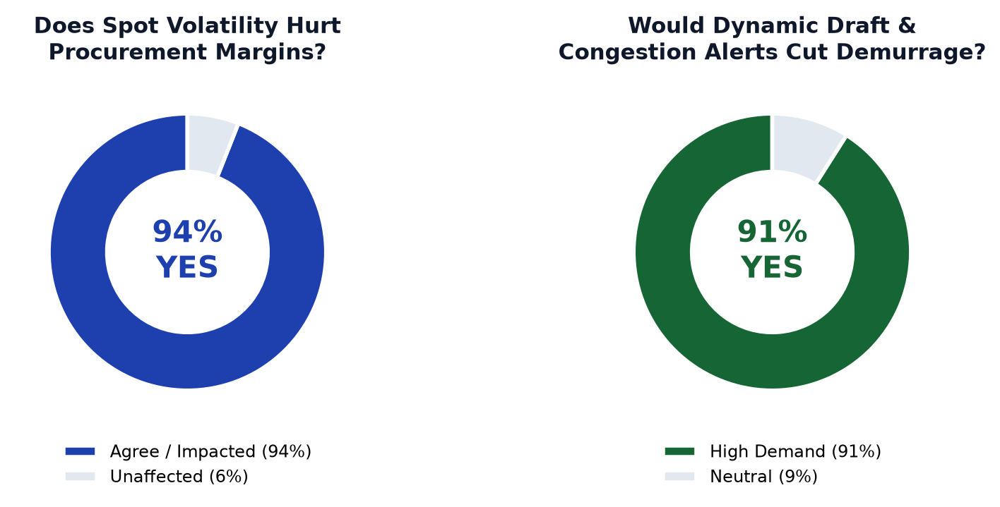 Does Spot Volatility Hurt
Procurement Margins?
94%
YES
Agree / Impacted (94%)
Unaffected (6%)
Would Dynamic Draft &
Congestion Alerts Cut Demurrage?
91%
YES
High Demand (91%)
Neutral (9%)